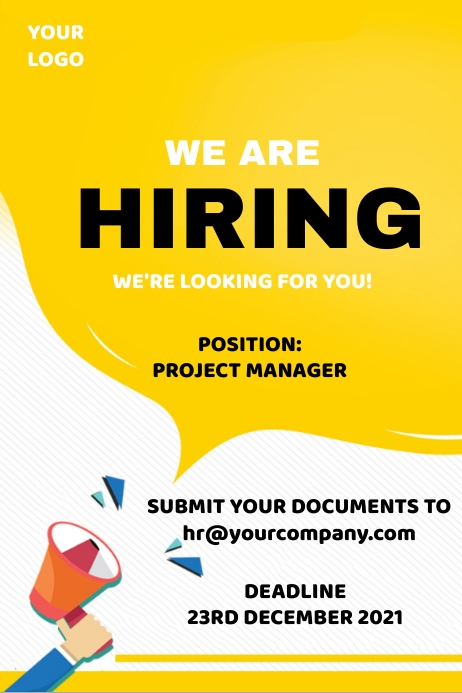 YOUR
LOGO
WE ARE
HIRING
WE'RE LOOKING FOR YOU!
POSITION:
PROJECT MANAGER
SUBMIT YOUR DOCUMENTS TO
hr@yourcompany.com
DEADLINE
23RD DECEMBER 2021